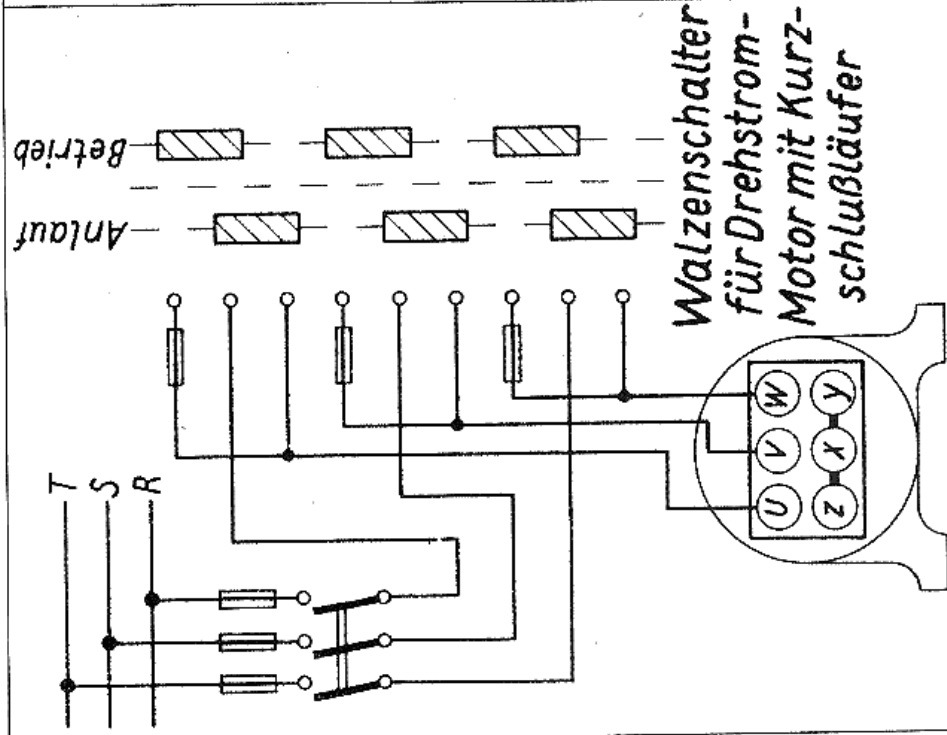 Betrieb
Anlauf
Walzenschalter
für Drehstrom-
Motor mit Kurz-
schlußläufer
T
S
R
W
V
U
Y
X
Z